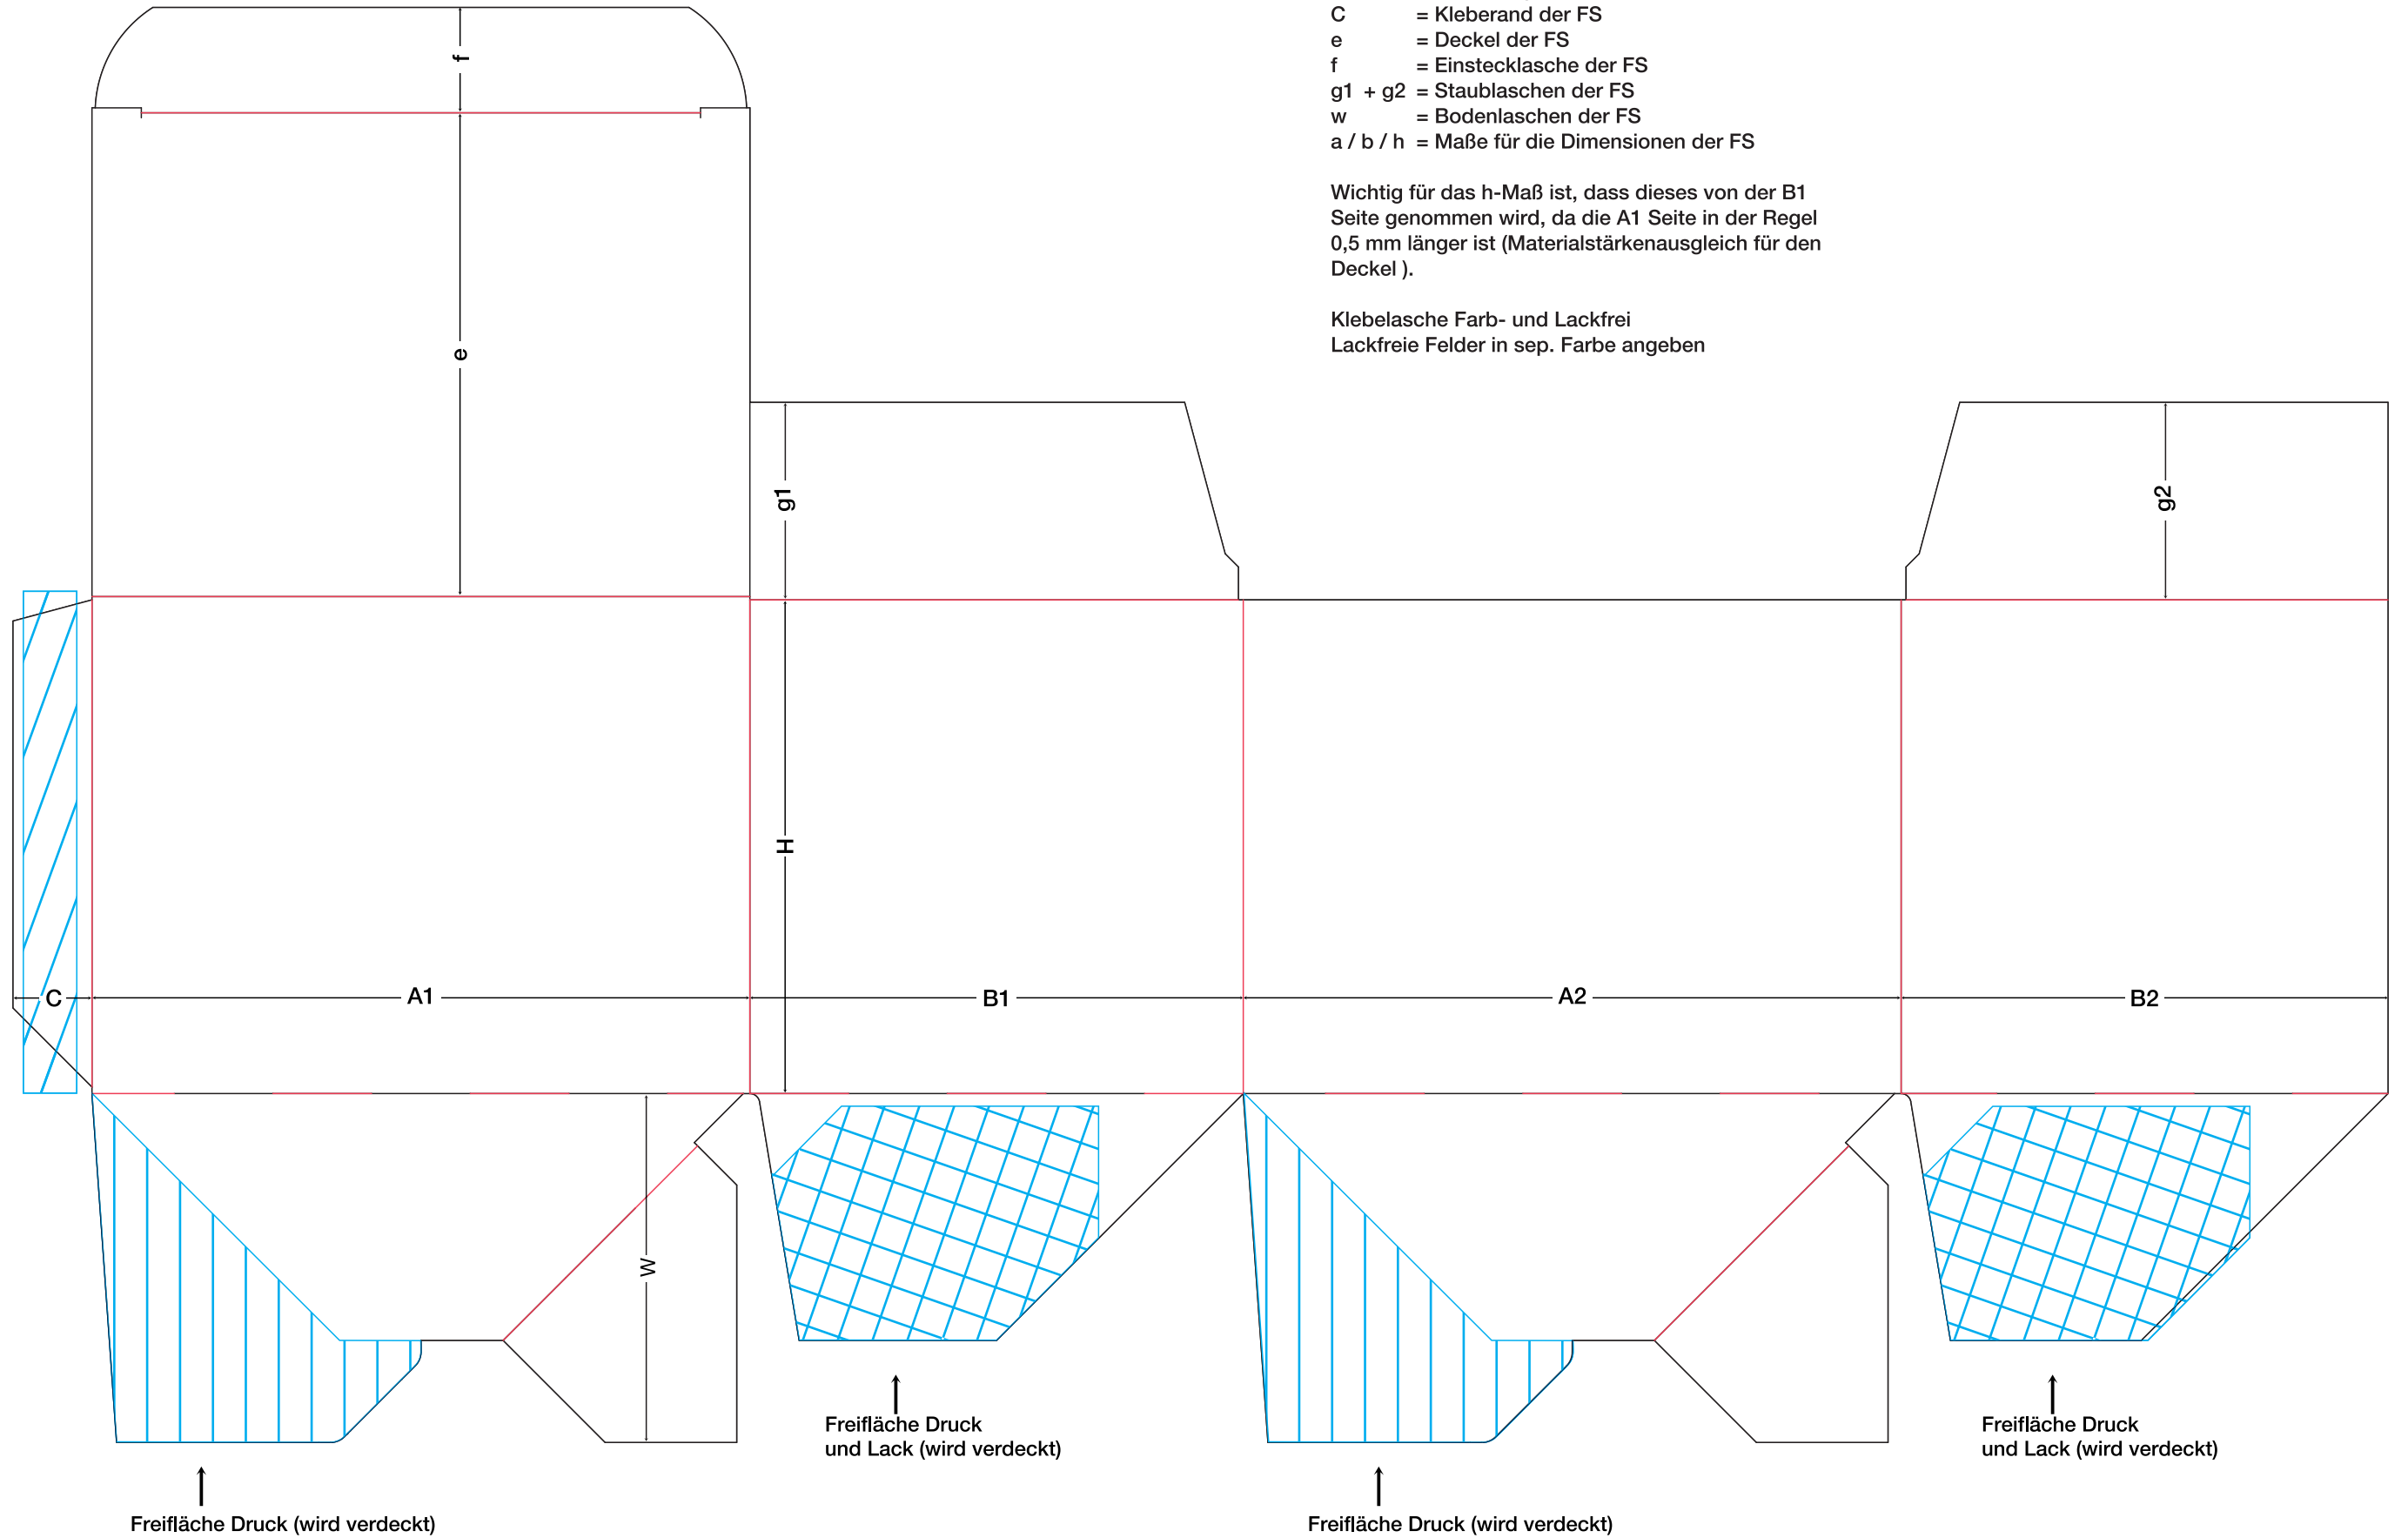 C = Kleberand der FS
e = Deckel der FS
f = Einstecklasche der FS
g1 + g2 = Staublaschen der FS
w = Bodenlaschen der FS
a / b / h = Maße für die Dimensionen der FS
Wichtig für das h-Maß ist, dass dieses von der B1
Seite genommen wird, da die A1 Seite in der Regel
0,5 mm länger ist (Materialstärkenausgleich für den
Deckel ).
Klebelasche Farb- und Lackfrei
Lackfreie Felder in sep. Farbe angeben
f
e
g1
g2
H
C
A1
B1
A2
B2
W
Freifläche Druck
und Lack (wird verdeckt)
Freifläche Druck
und Lack (wird verdeckt)
Freifläche Druck (wird verdeckt)
Freifläche Druck (wird verdeckt)